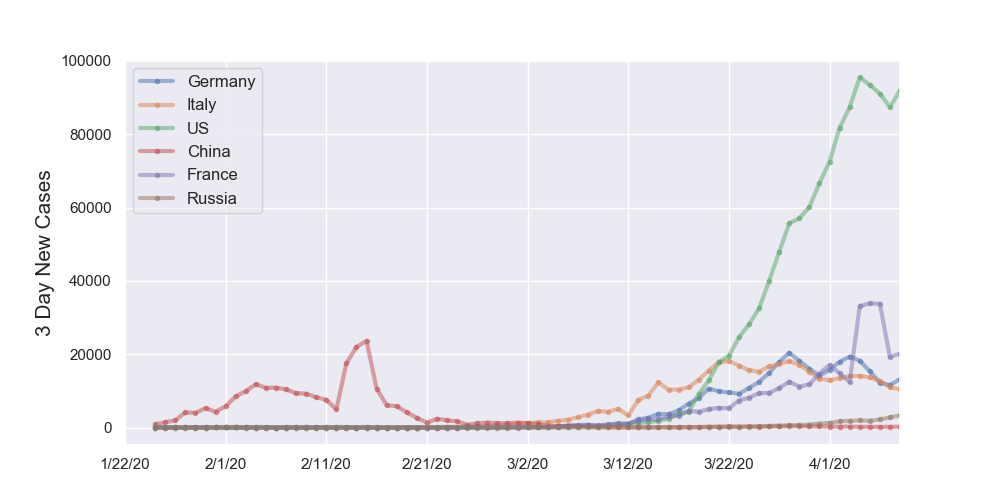 100000
80000
60000
40000
20000
0
3 Day New Cases
Germany
Italy
US
China
France
Russia
1/22/20 2/1/20 2/11/20 2/21/20 3/2/20 3/12/20 3/22/20 4/1/20